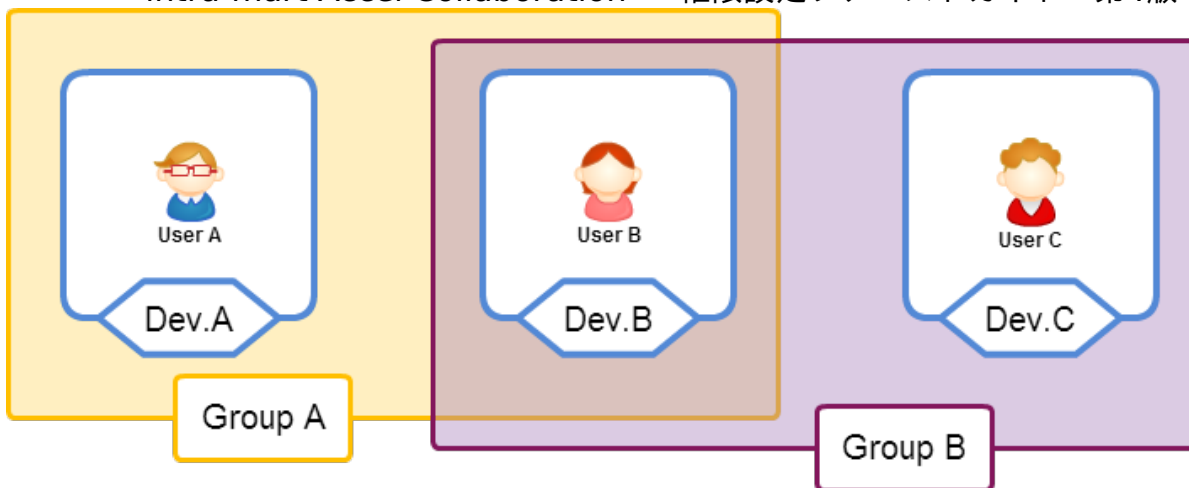 User A
User B
User C
Dev.A
Dev.B
Dev.C
Group A
Group B